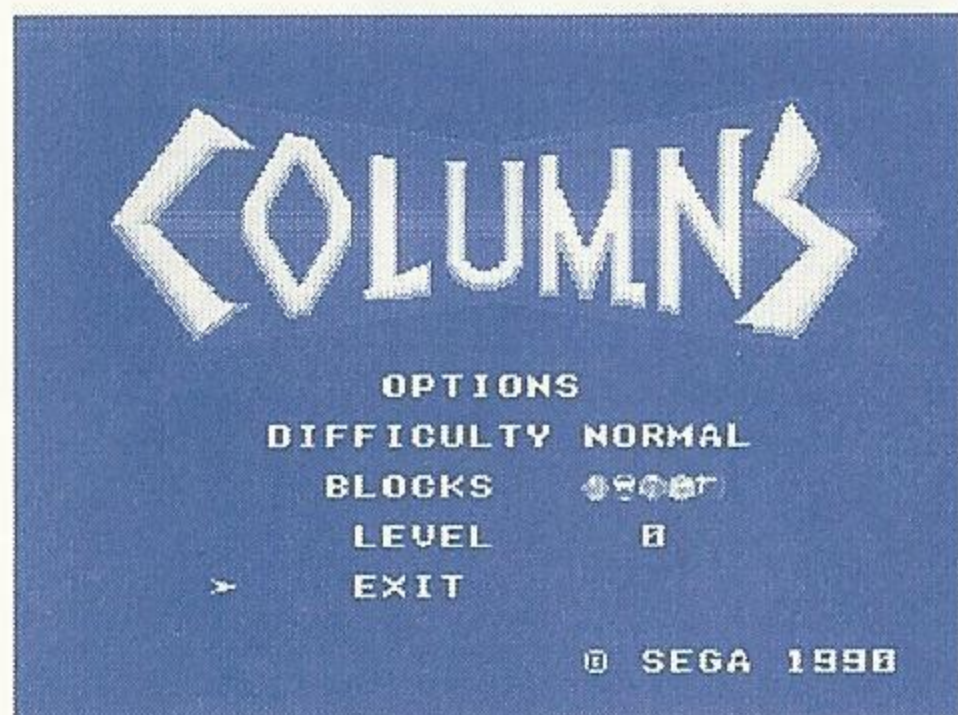 COLUMNS
OPTIONS
DIFFICULTY NORMAL
BLOCKS
LEVEL 0
> EXIT
© SEGA 1990